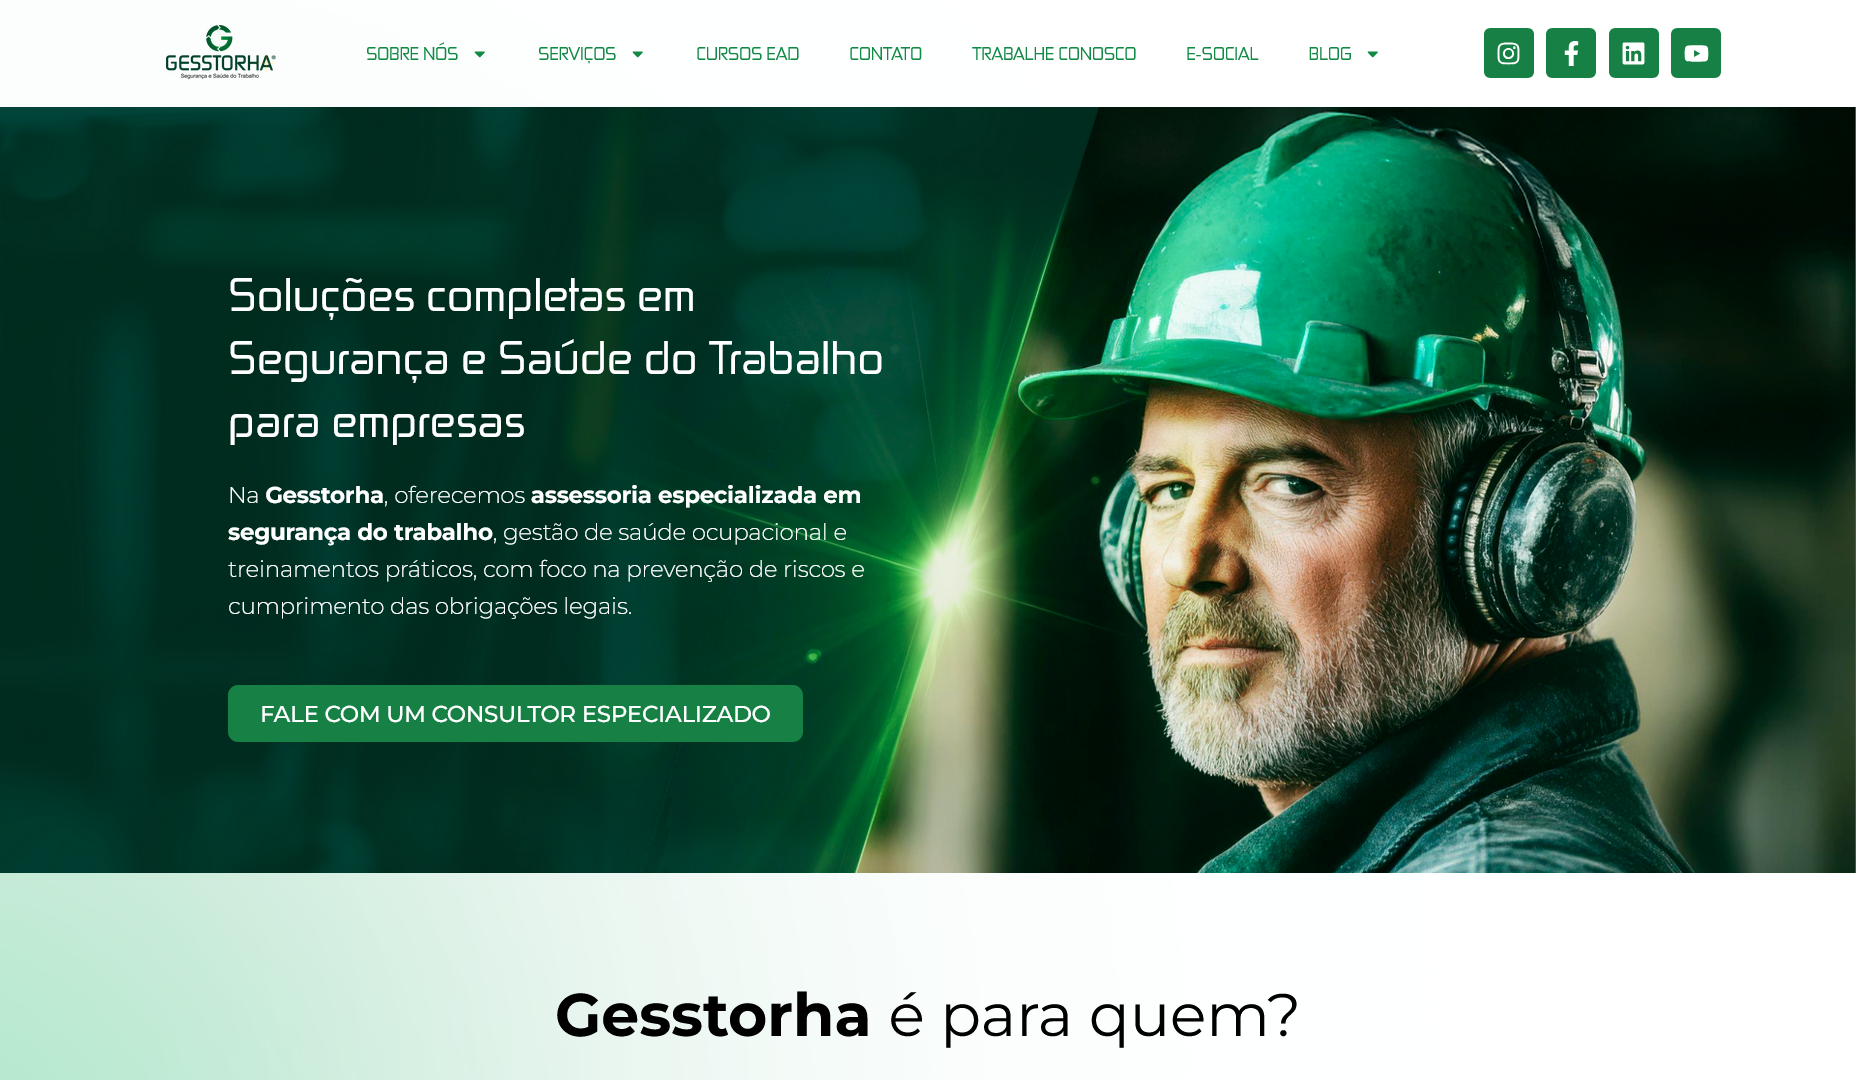 GESSTORHA®
Segurança e Saúde do Trabalho
SOBRE NÓS
SERVIÇOS
CURSOS EAD
CONTATO
TRABALHE CONOSCO
E-SOCIAL
BLOG
Soluções completas em
Segurança e Saúde do Trabalho
para empresas
Na Gesstorha, oferecemos assessoria especializada em
segurança do trabalho, gestão de saúde ocupacional e
treinamentos práticos, com foco na prevenção de riscos e
cumprimento das obrigações legais.
FALE COM UM CONSULTOR ESPECIALIZADO
Gesstorha é para quem?